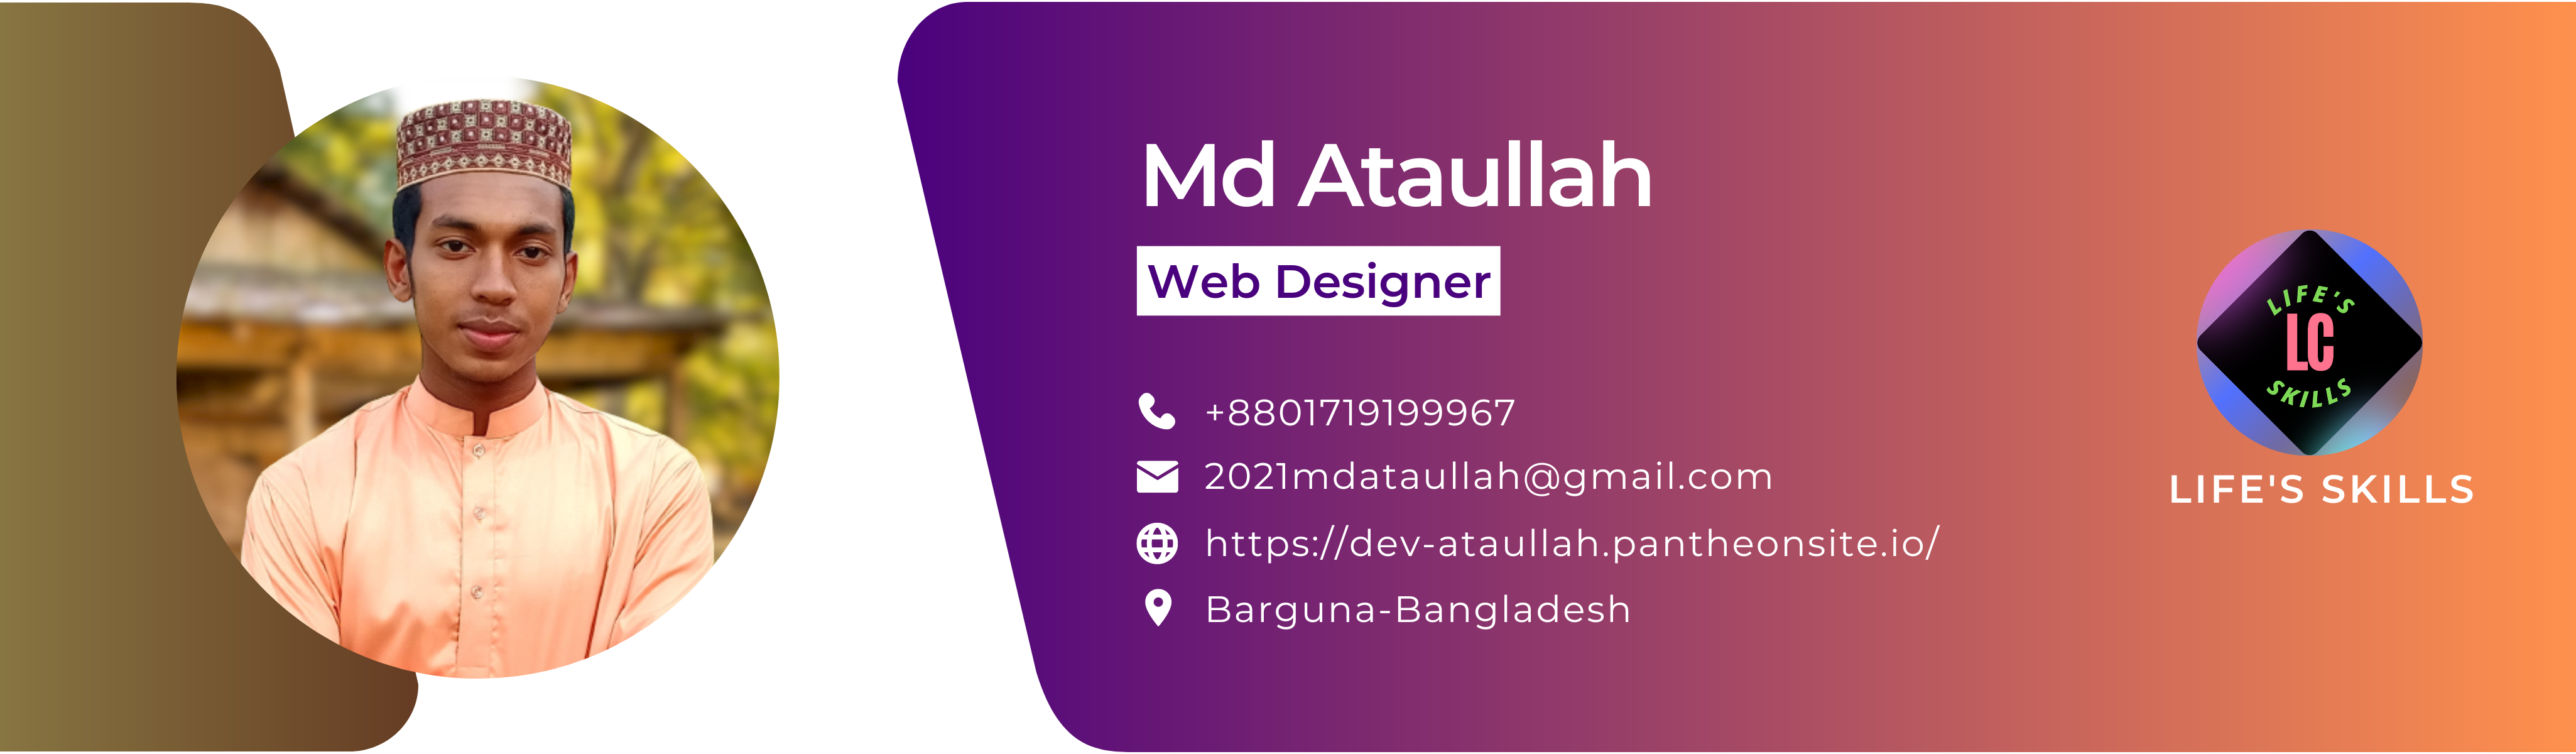 Md Ataullah
Web Designer
+8801719199967
2021mdataullah@gmail.com
https://dev-ataullah.pantheonsite.io/
Barguna-Bangladesh
LIFE'S
LC
SKILLS
LIFE'S SKILLS